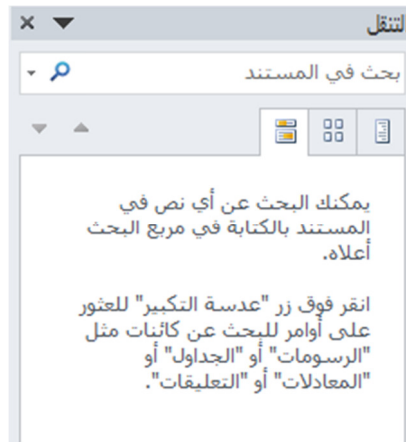 لتنقل
بحث في المستند
يمكنك البحث عن أي نص في
المستند بالكتابة في مربع البحث
أعلاه.
انقر فوق زر "عدسة التكبير" للعثور
على أوامر للبحث عن كائنات مثل
"الرسومات" أو "الجداول" أو
"المعادلات" أو "التعليقات".